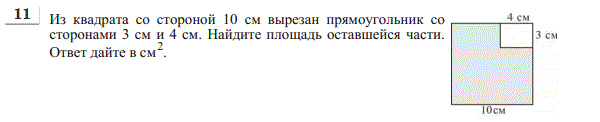 11
Из квадрата со стороной 10 см вырезан прямоугольник со
сторонами 3 см и 4 см. Найдите площадь оставшейся части.
Ответ дайте в см².
4 см
3 см
10см